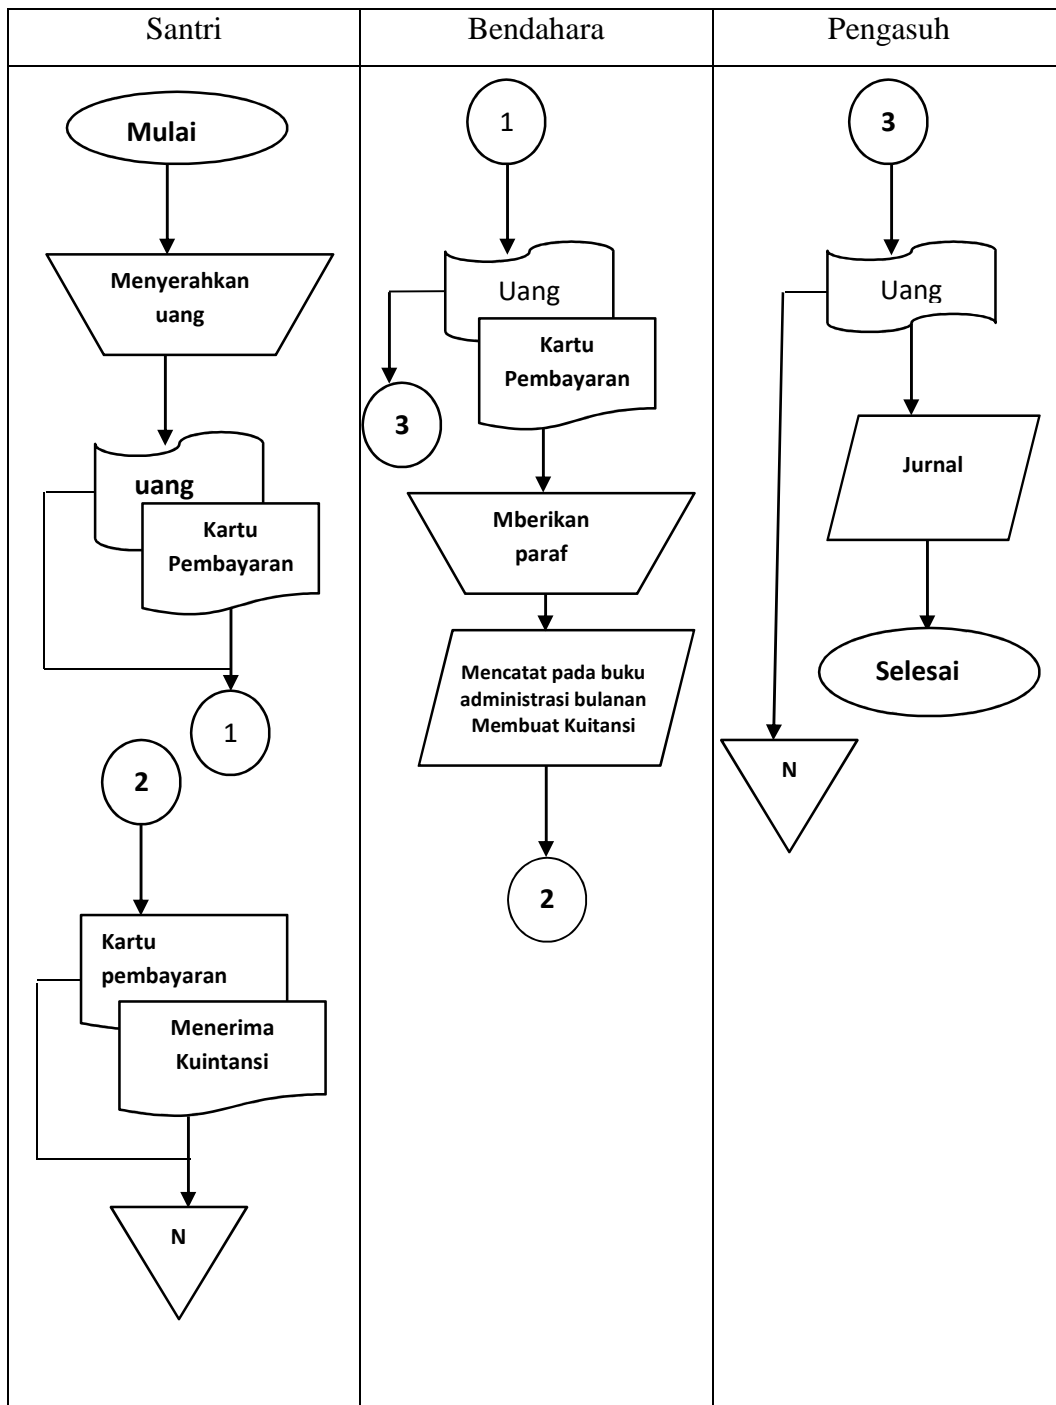 Santri
Bendahara
Pengasuh
Mulai
Menyerahkan
uang
uang
Kartu
Pembayaran
1
2
Kartu
pembayaran
Menerima
Kuintansi
N
1
Uang
Kartu
Pembayaran
3
Mberikan
paraf
Mencatat pada buku
administrasi bulanan
Membuat Kuitansi
2
3
Uang
Jurnal
Selesai
N